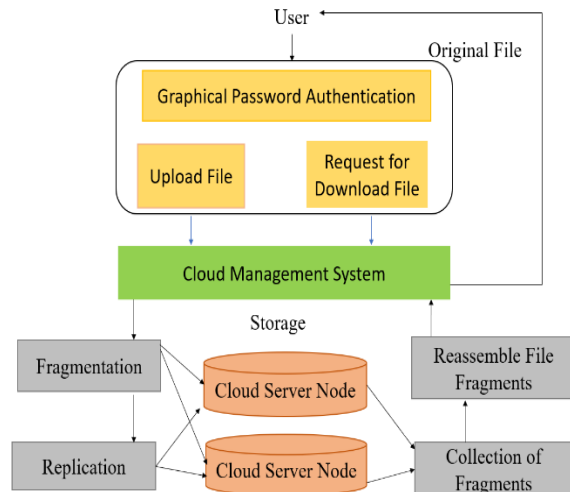 User
Original File
Graphical Password Authentication
Upload File
Request for
Download File
Cloud Management System
Storage
Fragmentation
Cloud Server Node
Reassemble File
Fragments
Replication
Cloud Server Node
Collection of
Fragments